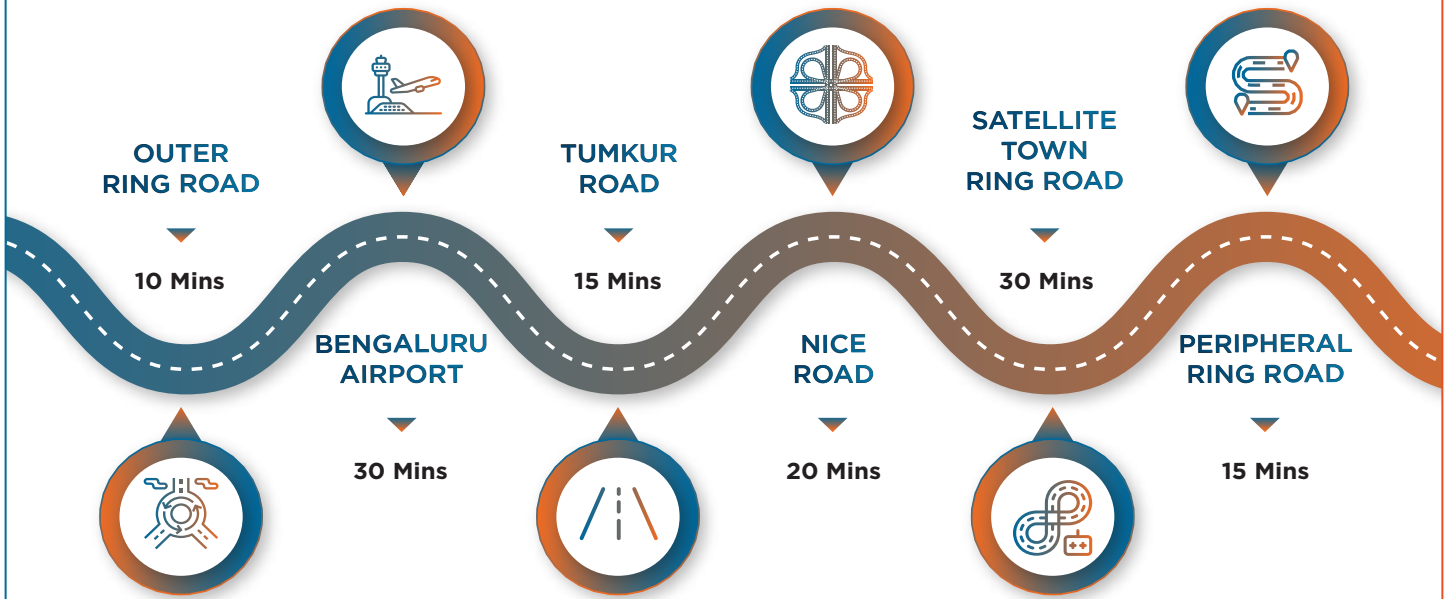 OUTER
RING ROAD
10 Mins
BENGALURU
AIRPORT
30 Mins
TUMKUR
ROAD
15 Mins
NICE
ROAD
20 Mins
SATELLITE
TOWN
RING ROAD
30 Mins
PERIPHERAL
RING ROAD
15 Mins